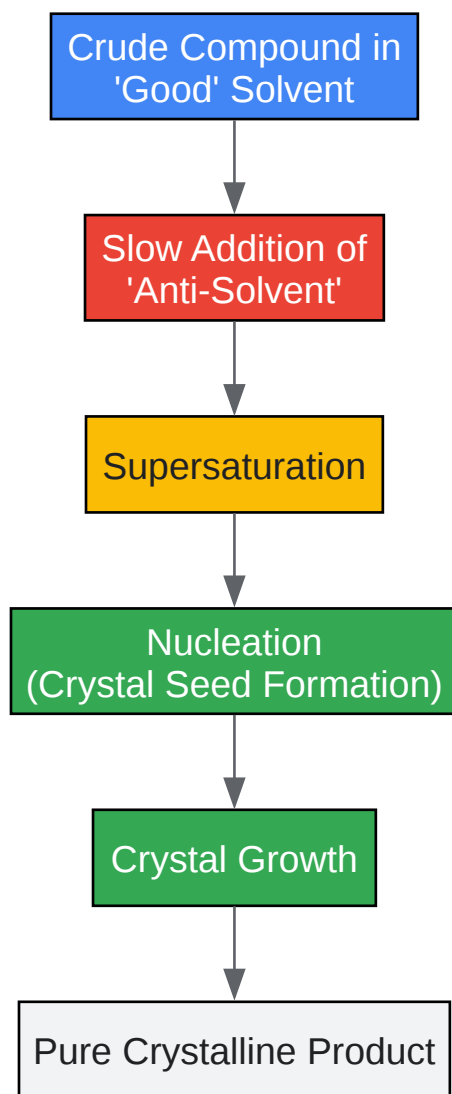 Crude Compound in
'Good' Solvent
Slow Addition of
'Anti-Solvent'
Supersaturation
Nucleation
(Crystal Seed Formation)
Crystal Growth
Pure Crystalline Product